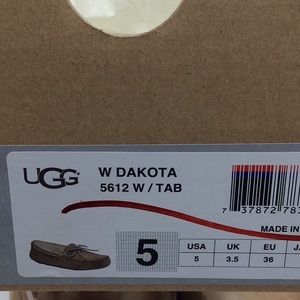 UGG
W DAKOTA
5612 W / TAB
7 37872 78
MADE IN
5
USA UK EU
5 3.5 36